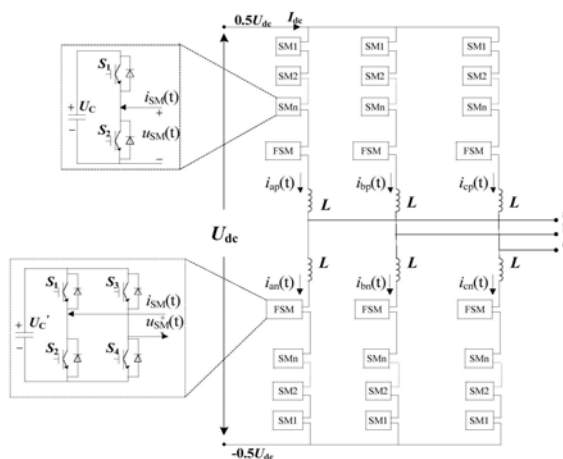 0.5Udc Idc
SM1 SM1 SM1
S1
SM2 SM2 SM2
iSM(t)
+ UC
SMn SMn SMn
S2
uSM(t)
FSM FSM FSM
iap(t) ibp(t) icp(t)
L L L
Udc
L L L
ian(t) ibn(t) icn(t)
S1 S3
iSM(t)
FSM FSM FSM
+ UC'
uSM(t)
S2 S4
SMn SMn SMn
SM2 SM2 SM2
SM1 SM1 SM1
-0.5Udc